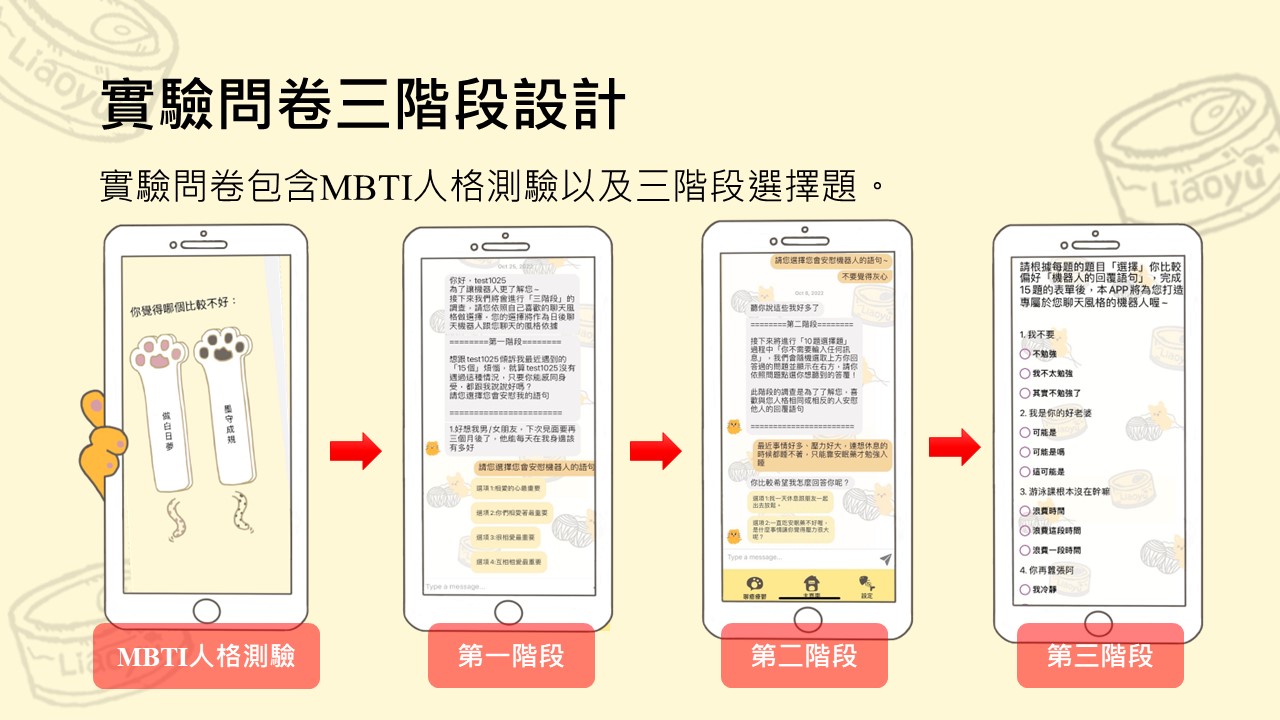 實驗問卷三階段設計
實驗問卷包含MBTI人格測驗以及三階段選擇題。
你覺得哪個比較不好：
做白日夢
墨守成規
MBTI人格測驗
Oct 25, 2022
你好，test1025
為了讓機器人更了解您~
接下來我們將會進行「三階段」的
調查，請您依照自己喜歡的聊天風
格做選擇，您的選擇將作為日後聊
天機器人跟您聊天的風格依據
========第一階段========
想跟test1025傾訴我最近遇到的
「15個」煩惱，就算test1025沒有
遇過這種情況，只要你能感同身
受，都跟我說說好嗎？
請您選擇您會安慰我的語句
======================
1.好想我男/女朋友，下次見面要再
三個月後了，他能每天在我身邊該
有多好
請您選擇您會安慰機器人的語句
選項1:相愛的心最重要
選項2:你們相愛著最重要
選項3:很相愛最重要
選項4:互相相愛最重要
Type a message...
第一階段
請您選擇您會安慰機器人的語句~
不要覺得灰心
Oct 8, 2022
聽你說這些我好多了
========第二階段========
接下來將進行「10題選擇題」
過程中「你不需要輸入任何訊
息」，我們會隨機選取上方你回
答過的問題並顯示在右方，請你
依照問題點選你想聽到的答覆！
此階段的調查是為了了解您，喜
歡與您人格相同或相反的人安慰
他人的回覆語句
======================
最近事情好多、壓力好大，連想休息的
時候都睡不著，只能靠安眠藥才勉強入
睡
你比較希望我怎麼回答你呢？
選項1:找一天休息跟朋友一起
出去放鬆。
選項2:一直吃安眠藥不好喔，
是什麼事情讓你覺得壓力很大
呢？
Type a message...
主頁面
設定
第二階段
請根據每題的題目「選擇」你比較
偏好「機器人的回覆語句」，完成
15題的表單後，本APP將為您打造
專屬於您聊天風格的機器人喔~
1. 我不要
不勉強
我不太勉強
其實不勉強了
2. 我是你的好老婆
可能是
可能是嗎
這可能是
3. 游泳課根本沒在幹嘛
浪費時間
浪費這段時間
浪費一段時間
4. 你再囂張阿
我冷靜
第三階段
Liaoyu
Liaoyu